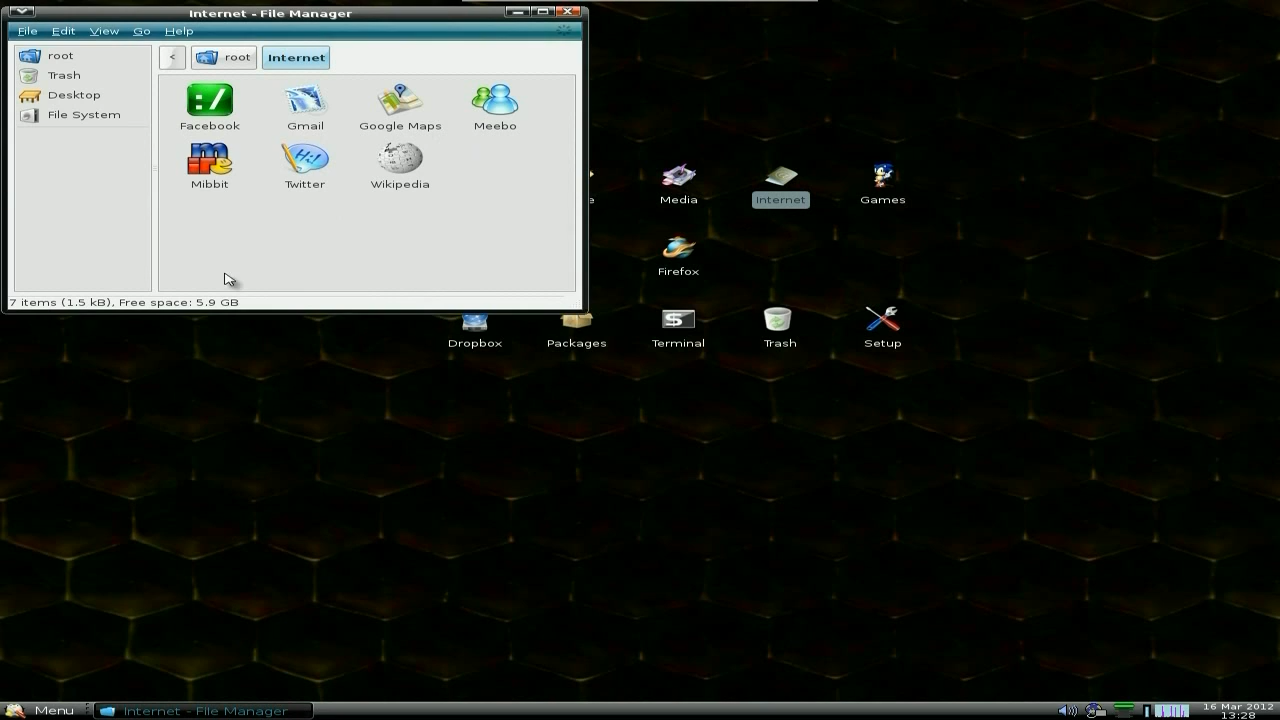 Internet - File Manager
File Edit View Go Help
root
Trash
Desktop
File System
< root Internet
:/
Facebook Gmail Google Maps Meebo
Hi!
Mibbit Twitter Wikipedia
7 items (1.5 kB), Free space: 5.9 GB
e Media Internet Games
Firefox
$
Dropbox Packages Terminal Trash Setup
Menu Internet - File Manager
16 Mar 2012
13:28